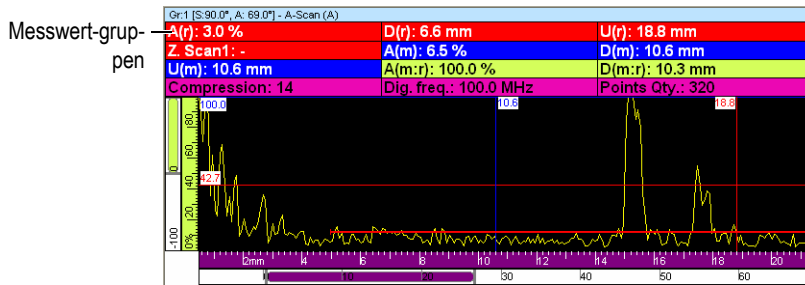 Messwert-grup-
pen
Gr:1 [S:90.0°, A: 69.0°] - A-Scan (A)
A(r): 3.0 % D(r): 6.6 mm U(r): 18.8 mm
Z. Scan1: - A(m): 6.5 % D(m): 10.6 mm
U(m): 10.6 mm A(m:r): 100.0 % D(m:r): 10.3 mm
Compression: 14 Dig. freq.: 100.0 MHz Points Qty.: 320
100.0 10.6 18.8
42.7
0
-100
80
60
40
20
0%
2mm 4 6 8 10 12 14 16 18 20
10 20 30 40 50 60